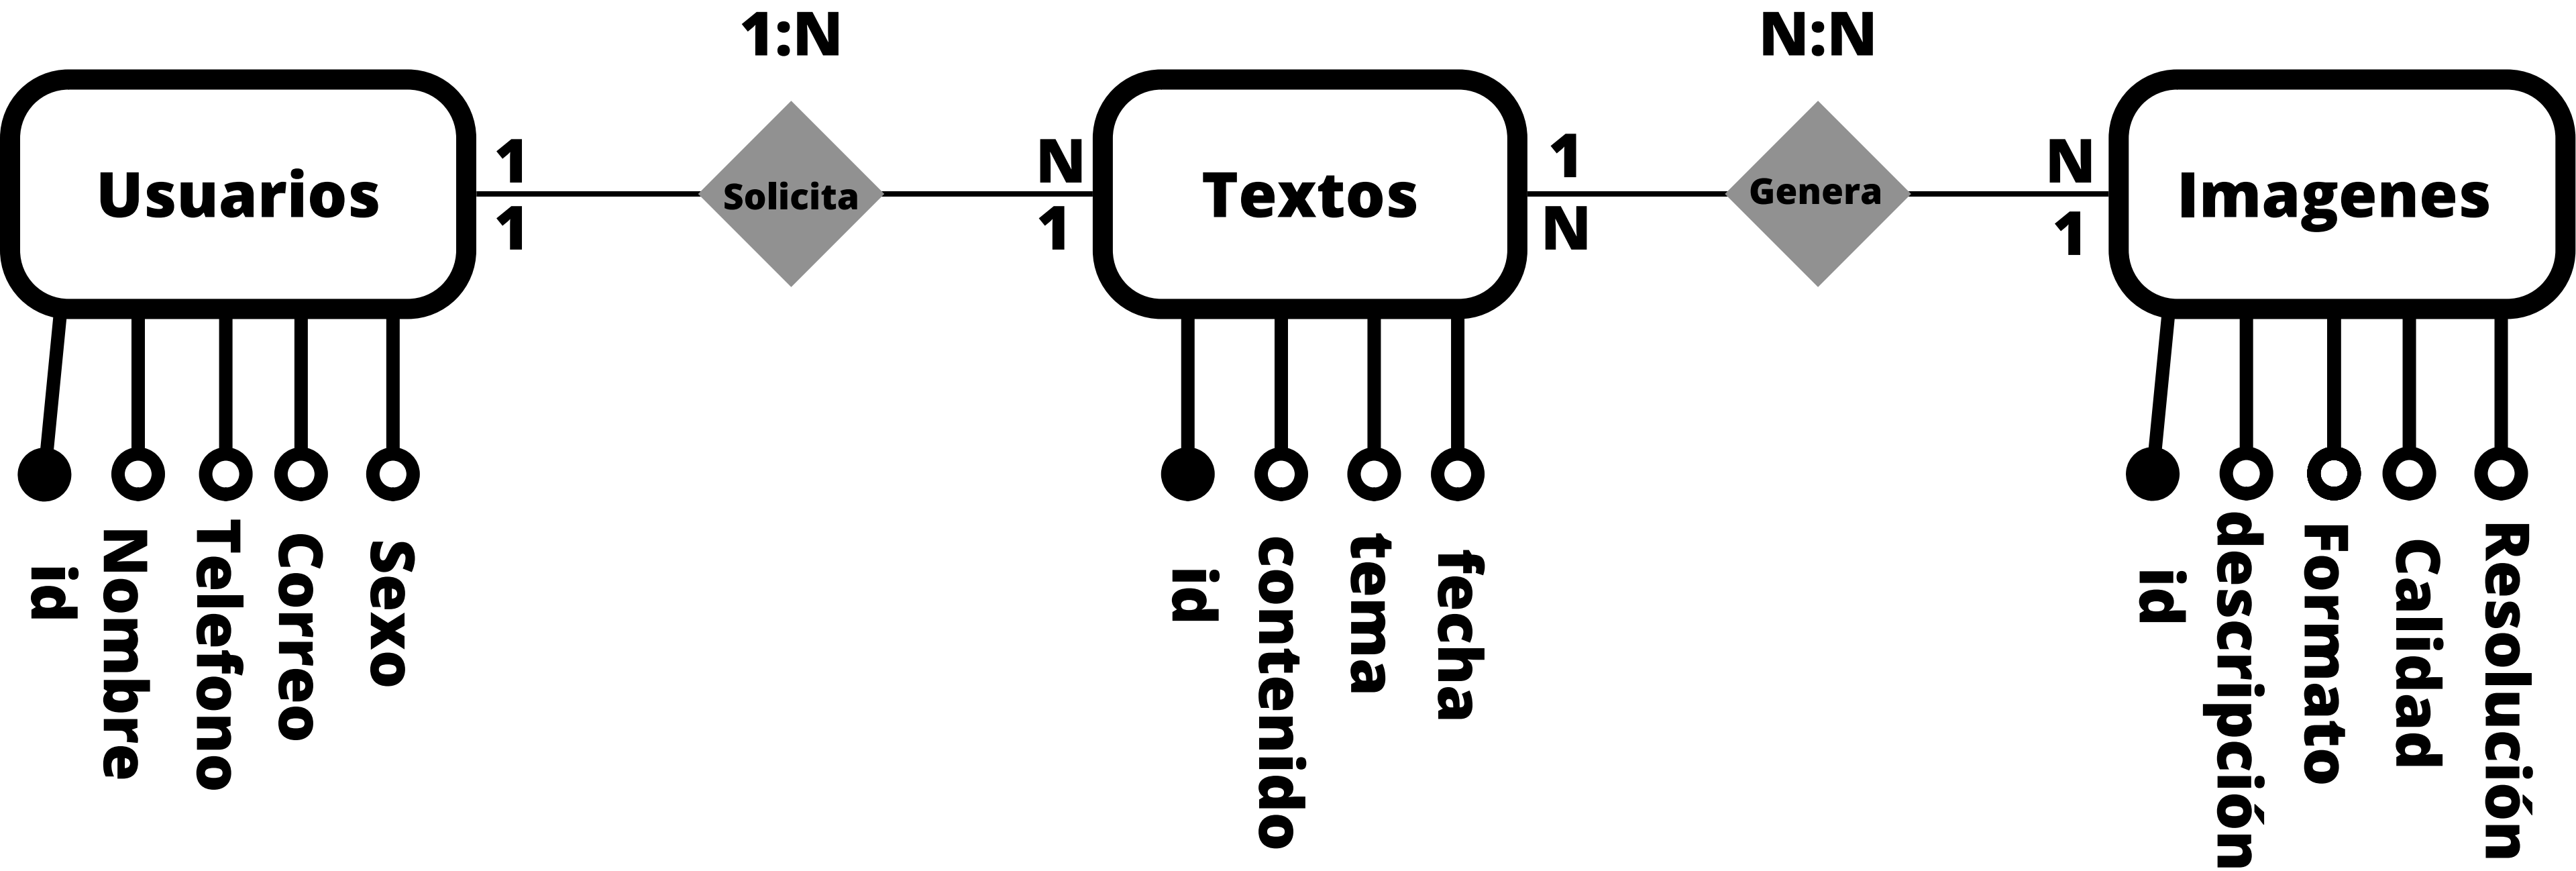 1:N
N:N
Usuarios
1
1
Solicita
N
1
Textos
1
N
Genera
N
1
Imagenes
id
Nombre
Telefono
Correo
Sexo
id
contenido
tema
fecha
id
descripción
Formato
Calidad
Resolución